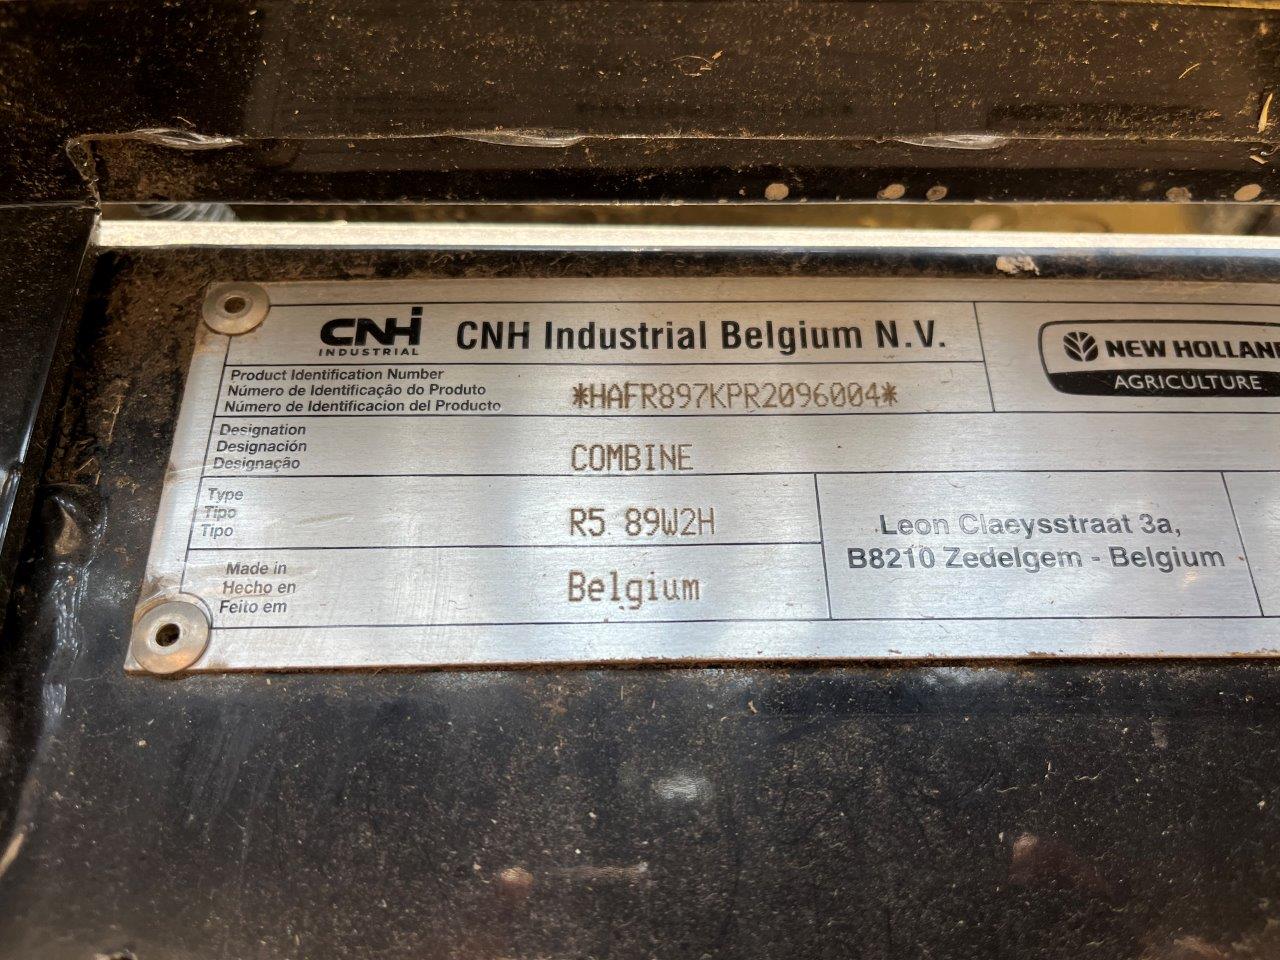 CNH INDUSTRIAL
CNH Industrial Belgium N.V.
NEW HOLLAN
AGRICULTURE
Product Identification Number
Número de Identificação do Produto
Número de Identificacion del Producto
*HAFR897KPR2096004*
Designation
Designación
Designação
COMBINE
Type
Tipo
Tipo
R5 89W2H
Leon Claeysstraat 3a,
B8210 Zedelgem - Belgium
Made in
Hecho en
Feito em
Belgium